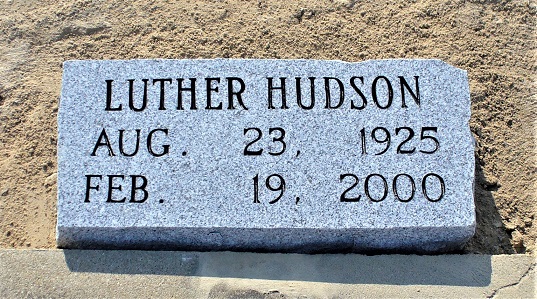 LUTHER HUDSON
AUG. 23, 1925
FEB. 19, 2000